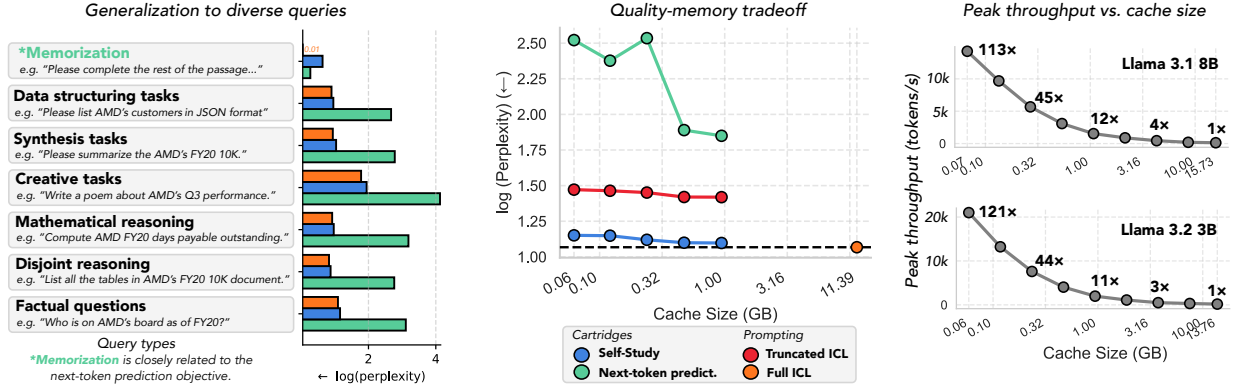 Generalization to diverse queries
*Memorization
e.g. “Please complete the rest of the passage...”
0.01
Data structuring tasks
e.g. “Please list AMD’s customers in JSON format”
Synthesis tasks
e.g. “Please summarize the AMD’s FY20 10K.”
Creative tasks
e.g. “Write a poem about AMD’s Q3 performance.”
Mathematical reasoning
e.g. “Compute AMD FY20 days payable outstanding.”
Disjoint reasoning
e.g. “List all the tables in AMD’s FY20 10K document.”
Factual questions
e.g. “Who is on AMD’s board as of FY20?”
Query types
*Memorization is closely related to the
next-token prediction objective.
2 4
← log(perplexity)
Quality-memory tradeoff
log (Perplexity) (←)
2.50
2.25
2.00
1.75
1.50
1.25
1.00
0.06 0.10 0.32 1.00 3.16 11.39
Cache Size (GB)
Cartridges Prompting
Self-Study Truncated ICL
Next-token predict. Full ICL
Peak throughput vs. cache size
Peak throughput (tokens/s)
Llama 3.1 8B
113× 45× 12× 4× 1×
10k
5k
0
0.07 0.10 0.32 1.00 3.16 10.00 15.73
Llama 3.2 3B
121× 44× 11× 3× 1×
20k
10k
0
0.06 0.10 0.32 1.00 3.16 10.00 13.76
Cache Size (GB)